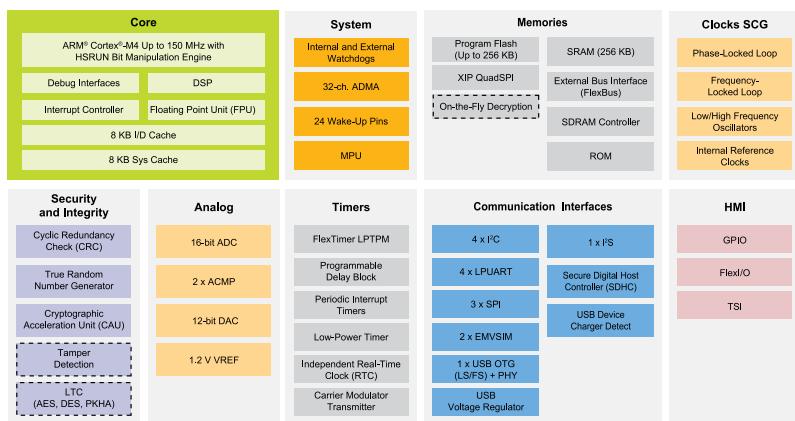 Core
ARM® Cortex®-M4 Up to 150 MHz with
HSRUN Bit Manipulation Engine
Debug Interfaces
DSP
Interrupt Controller
Floating Point Unit (FPU)
8 KB I/D Cache
8 KB Sys Cache
System
Internal and External
Watchdogs
32-ch. ADMA
24 Wake-Up Pins
MPU
Memories
Program Flash
(Up to 256 KB)
XIP QuadSPI
On-the-Fly Decryption
SRAM (256 KB)
External Bus Interface
(FlexBus)
SDRAM Controller
ROM
Clocks SCG
Phase-Locked Loop
Frequency-
Locked Loop
Low/High Frequency
Oscillators
Internal Reference
Clocks
Security
and Integrity
Cyclic Redundancy
Check (CRC)
True Random
Number Generator
Cryptographic
Acceleration Unit (CAU)
Tamper
Detection
LTC
(AES, DES, PKHA)
Analog
16-bit ADC
2 x ACMP
12-bit DAC
1.2 V VREF
Timers
FlexTimer LPTPM
Programmable
Delay Block
Periodic Interrupt
Timers
Low-Power Timer
Independent Real-Time
Clock (RTC)
Carrier Modulator
Transmitter
Communication Interfaces
4 x I²C
4 x LPUART
3 x SPI
2 x EMVSIM
1 x USB OTG
(LS/FS) + PHY
USB
Voltage Regulator
1 x I²S
Secure Digital Host
Controller (SDHC)
USB Device
Charger Detect
HMI
GPIO
FlexI/O
TSI